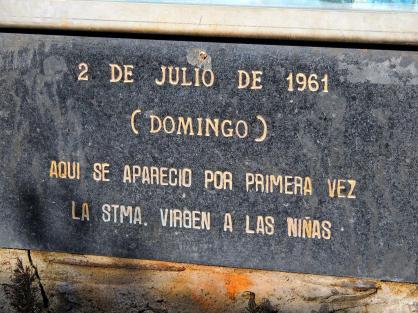 2 DE JULIO DE 1961
(DOMINGO)
AQUI SE APARECIO POR PRIMERA VEZ
LA STMA. VIRGEN A LAS NIÑAS